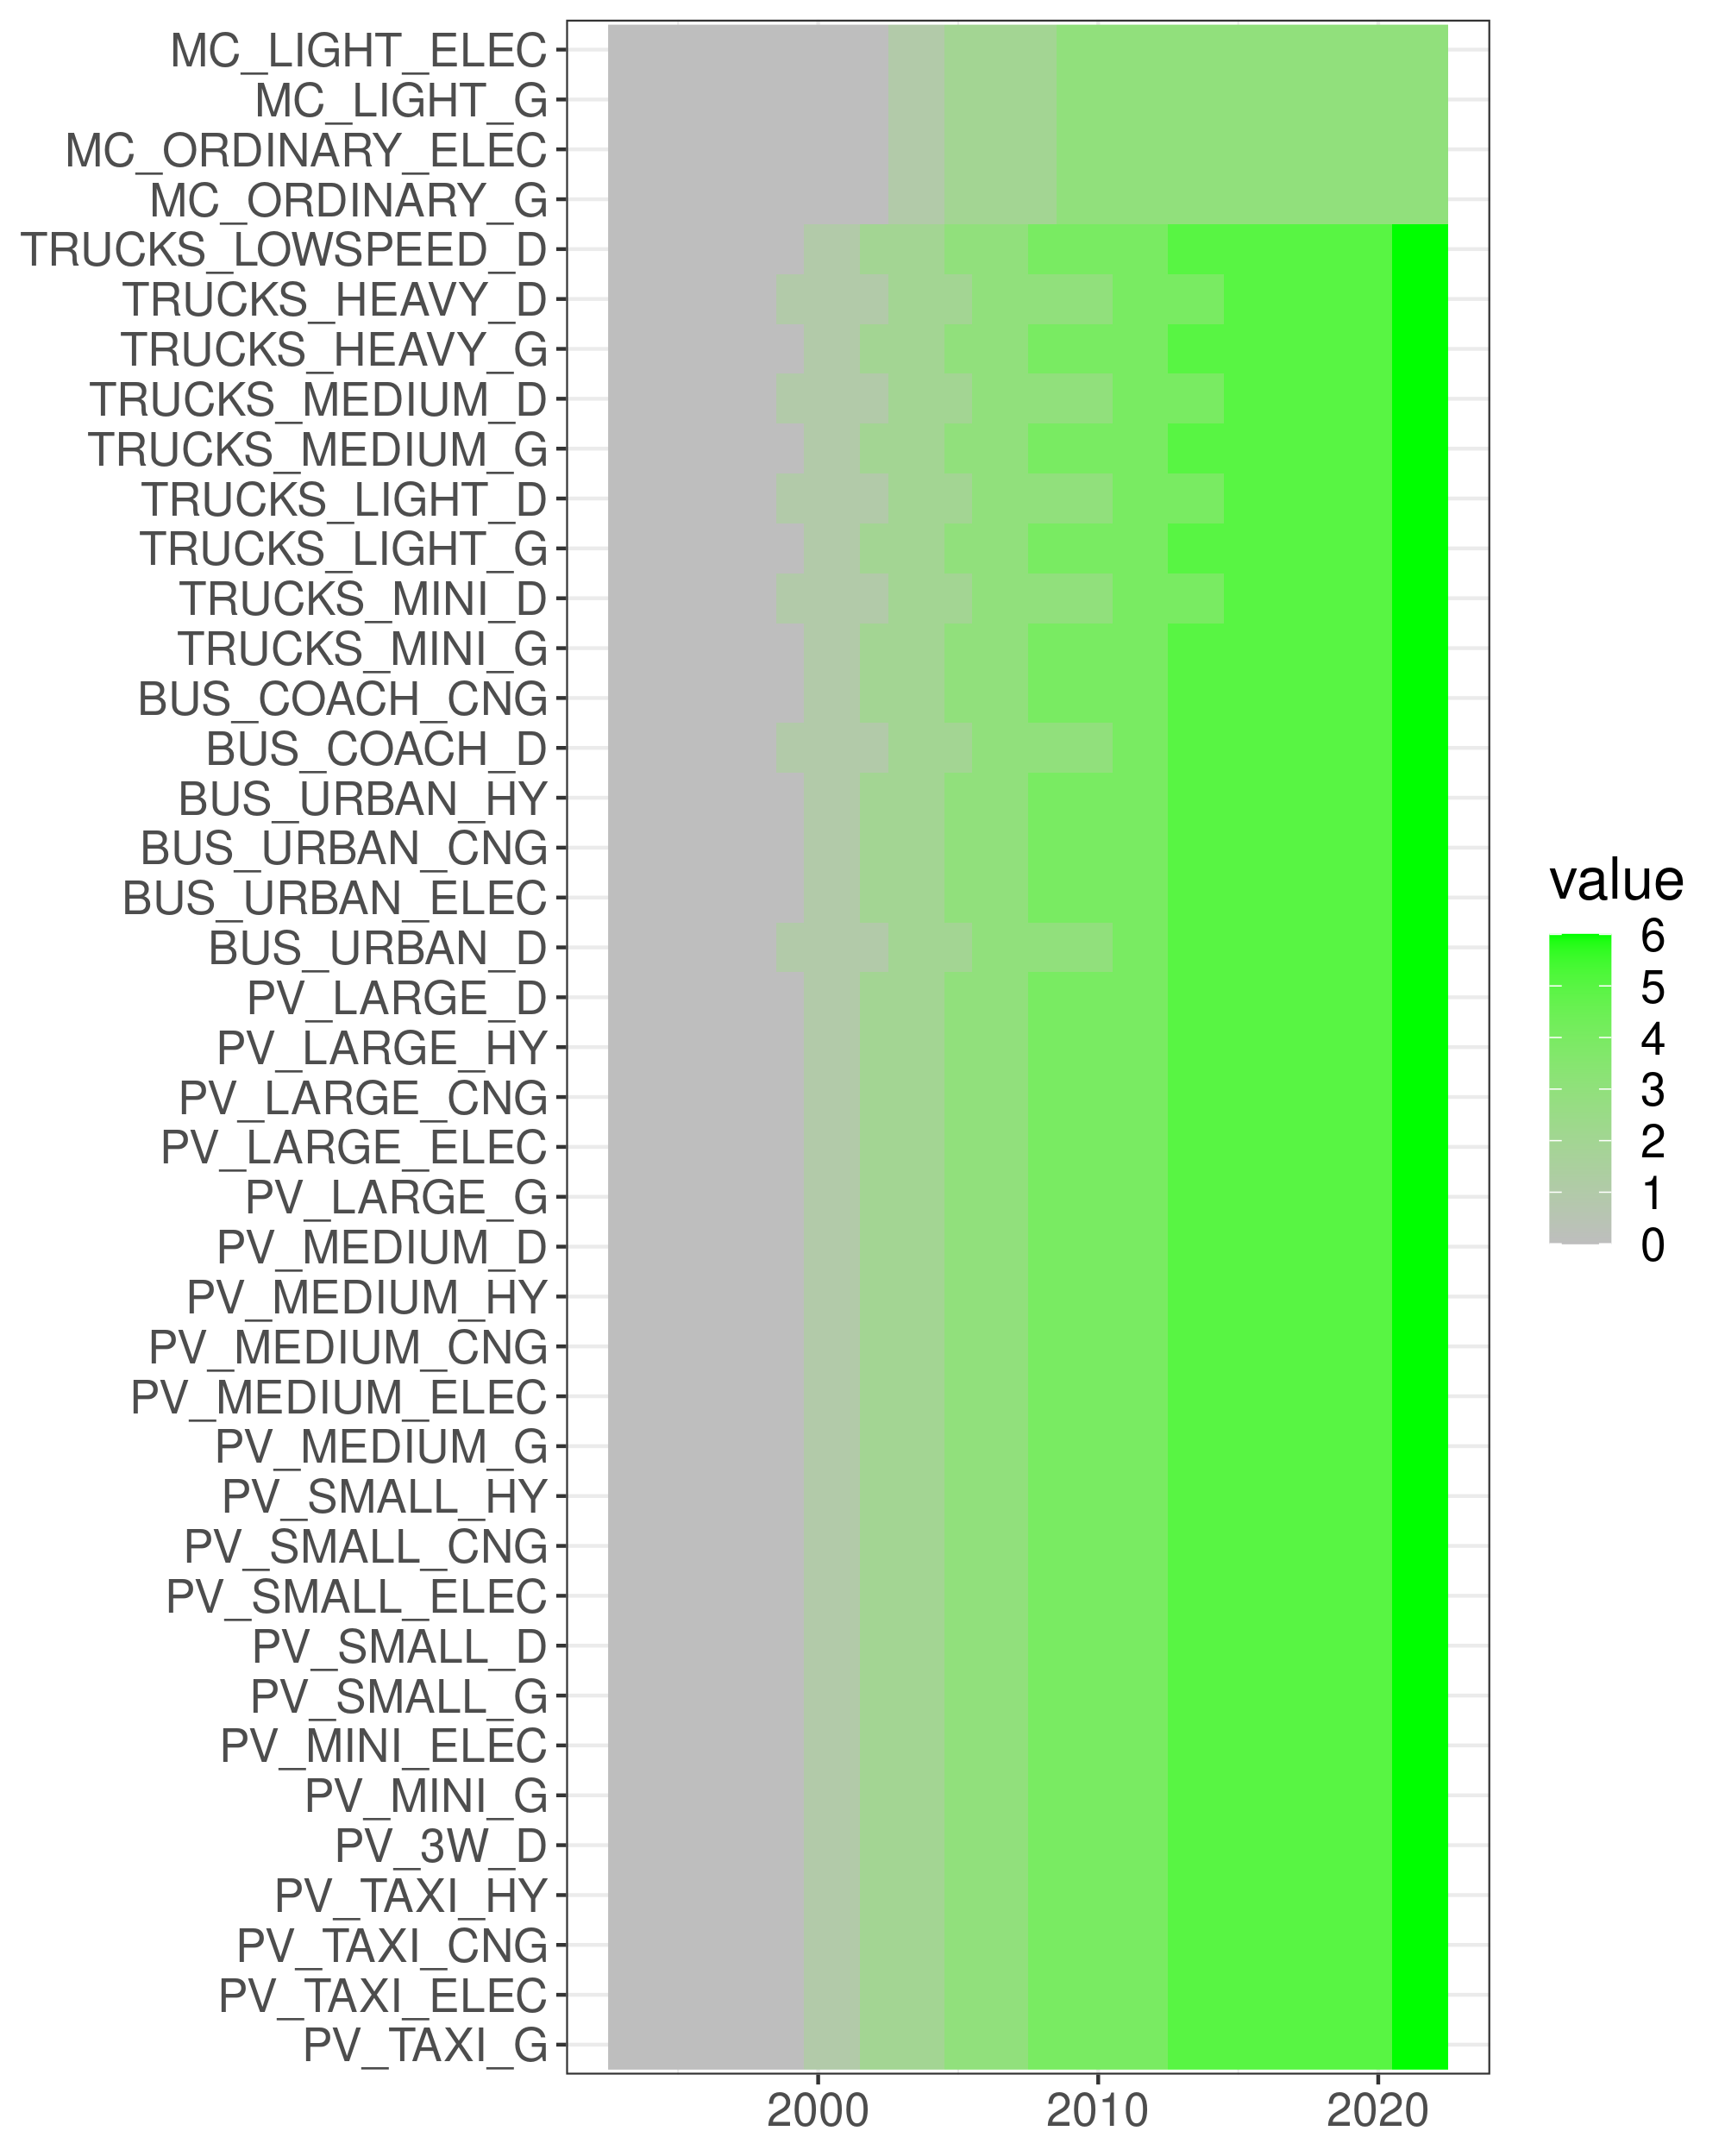 MC_LIGHT_ELEC
MC_LIGHT_G
MC_ORDINARY_ELEC
MC_ORDINARY_G
TRUCKS_LOWSPEED_D
TRUCKS_HEAVY_D
TRUCKS_HEAVY_G
TRUCKS_MEDIUM_D
TRUCKS_MEDIUM_G
TRUCKS_LIGHT_D
TRUCKS_LIGHT_G
TRUCKS_MINI_D
TRUCKS_MINI_G
BUS_COACH_CNG
BUS_COACH_D
BUS_URBAN_HY
BUS_URBAN_CNG
BUS_URBAN_ELEC
BUS_URBAN_D
PV_LARGE_D
PV_LARGE_HY
PV_LARGE_CNG
PV_LARGE_ELEC
PV_LARGE_G
PV_MEDIUM_D
PV_MEDIUM_HY
PV_MEDIUM_CNG
PV_MEDIUM_ELEC
PV_MEDIUM_G
PV_SMALL_HY
PV_SMALL_CNG
PV_SMALL_ELEC
PV_SMALL_D
PV_SMALL_G
PV_MINI_ELEC
PV_MINI_G
PV_3W_D
PV_TAXI_HY
PV_TAXI_CNG
PV_TAXI_ELEC
PV_TAXI_G
2000 2010 2020
value
6
5
4
3
2
1
0